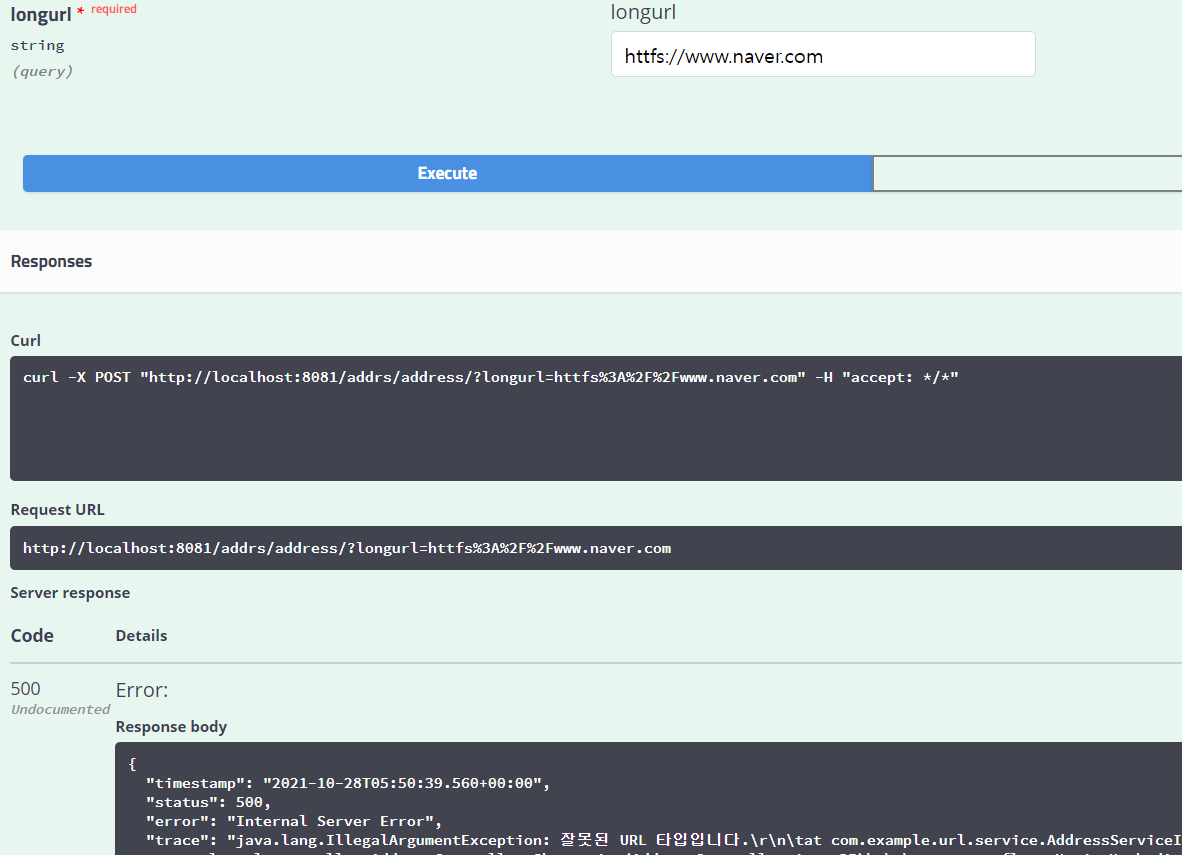 longurl * required
longurl
string
(query)
httfs://www.naver.com
Execute
Responses
Curl
curl -X POST "http://localhost:8081/addrs/address/?longurl=httfs%3A%2F%2Fwww.naver.com" -H "accept: */*"
Request URL
http://localhost:8081/addrs/address/?longurl=httfs%3A%2F%2Fwww.naver.com
Server response
Code Details
500 Error:
Undocumented
Response body
{
"timestamp": "2021-10-28T05:50:39.560+00:00",
"status": 500,
"error": "Internal Server Error",
"trace": "java.lang.IllegalArgumentException: 잘못된 URL 타입입니다.\r\n\tat com.example.url.service.AddressServiceI